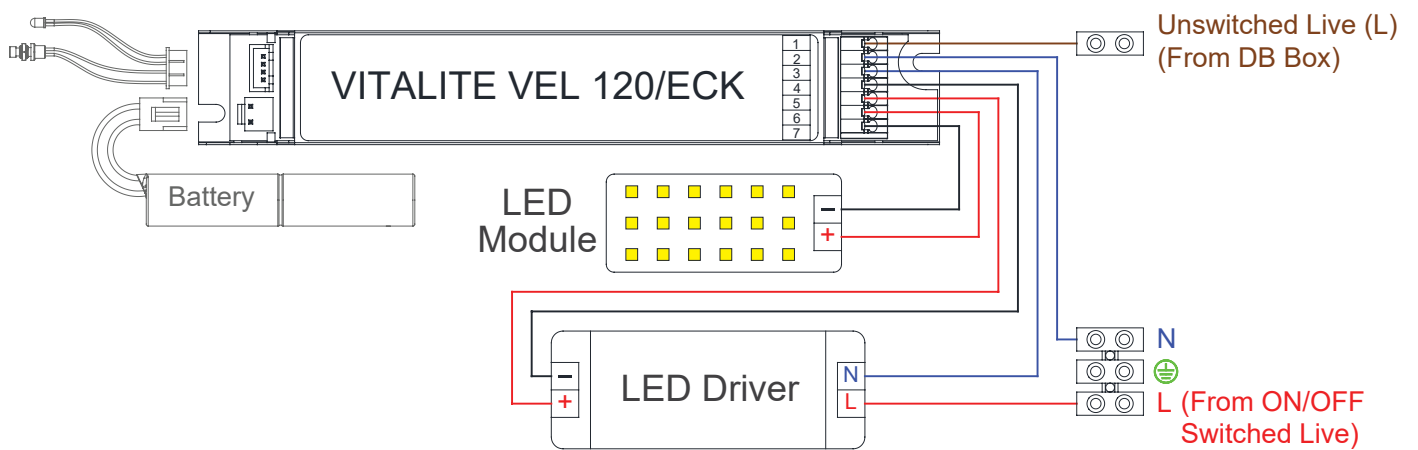 Unswitched Live (L)
(From DB Box)
VITALITE VEL 120/ECK
1
2
3
4
5
6
7
Battery
LED
Module
−
+
LED Driver
−
+
N
L
N
L (From ON/OFF
Switched Live)